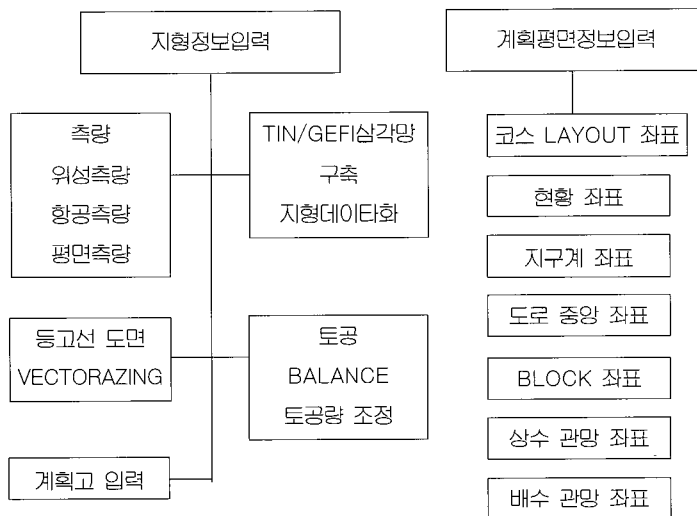 지형정보입력
측량
위성측량
항공측량
평면측량
TIN/GEFI삼각망
구축
지형데이타화
등고선 도면
VECTORAZING
토공
BALANCE
토공량 조정
계획고 입력
계획평면정보입력
코스 LAYOUT 좌표
현황 좌표
지구계 좌표
도로 중앙 좌표
BLOCK 좌표
상수 관망 좌표
배수 관망 좌표